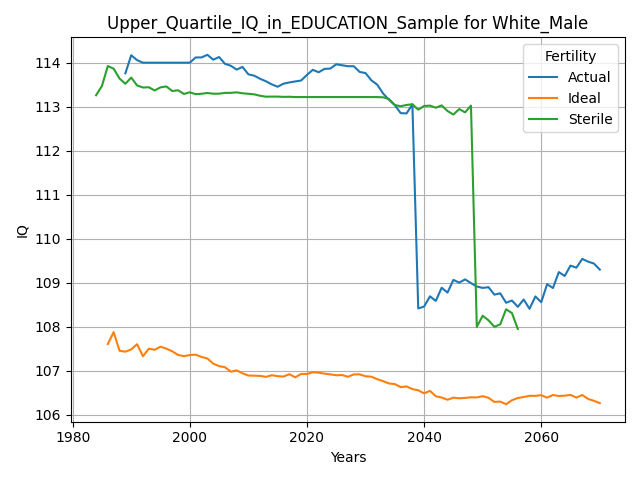 Upper_Quartile_IQ_in_EDUCATION_Sample for White_Male
Fertility
Actual
Ideal
Sterile
IQ
114
113
112
111
110
109
108
107
106
1980
2000
2020
2040
2060
Years